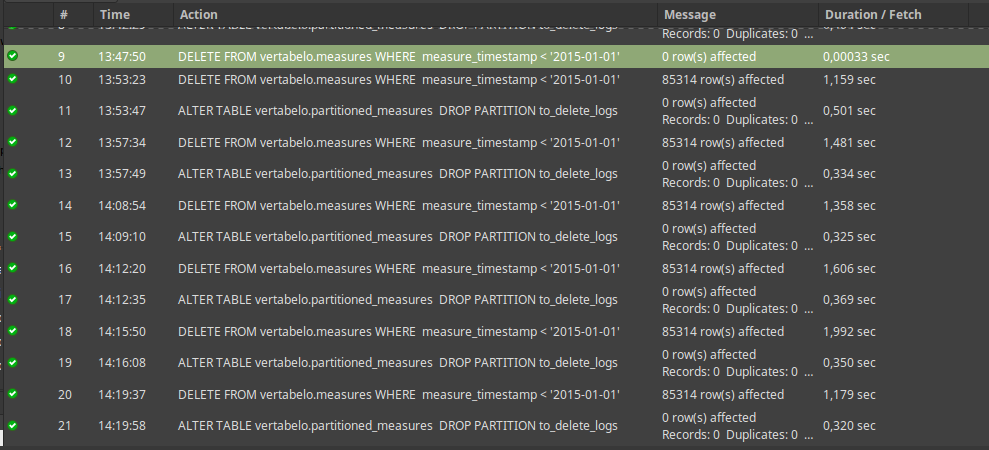 # Time Action Message Duration / Fetch
Records: 0 Duplicates: 0 ...
9 13:47:50 DELETE FROM vertabelo.measures WHERE measure_timestamp < '2015-01-01' 0 row(s) affected 0,00033 sec
10 13:53:23 DELETE FROM vertabelo.measures WHERE measure_timestamp < '2015-01-01' 85314 row(s) affected 1,159 sec
11 13:53:47 ALTER TABLE vertabelo.partitioned_measures DROP PARTITION to_delete_logs 0 row(s) affected 0,501 sec
Records: 0 Duplicates: 0 ...
12 13:57:34 DELETE FROM vertabelo.measures WHERE measure_timestamp < '2015-01-01' 85314 row(s) affected 1,481 sec
13 13:57:49 ALTER TABLE vertabelo.partitioned_measures DROP PARTITION to_delete_logs 0 row(s) affected 0,334 sec
Records: 0 Duplicates: 0 ...
14 14:08:54 DELETE FROM vertabelo.measures WHERE measure_timestamp < '2015-01-01' 85314 row(s) affected 1,358 sec
15 14:09:10 ALTER TABLE vertabelo.partitioned_measures DROP PARTITION to_delete_logs 0 row(s) affected 0,325 sec
Records: 0 Duplicates: 0 ...
16 14:12:20 DELETE FROM vertabelo.measures WHERE measure_timestamp < '2015-01-01' 85314 row(s) affected 1,606 sec
17 14:12:35 ALTER TABLE vertabelo.partitioned_measures DROP PARTITION to_delete_logs 0 row(s) affected 0,369 sec
Records: 0 Duplicates: 0 ...
18 14:15:50 DELETE FROM vertabelo.measures WHERE measure_timestamp < '2015-01-01' 85314 row(s) affected 1,992 sec
19 14:16:08 ALTER TABLE vertabelo.partitioned_measures DROP PARTITION to_delete_logs 0 row(s) affected 0,350 sec
Records: 0 Duplicates: 0 ...
20 14:19:37 DELETE FROM vertabelo.measures WHERE measure_timestamp < '2015-01-01' 85314 row(s) affected 1,179 sec
21 14:19:58 ALTER TABLE vertabelo.partitioned_measures DROP PARTITION to_delete_logs 0 row(s) affected 0,320 sec
Records: 0 Duplicates: 0 ...